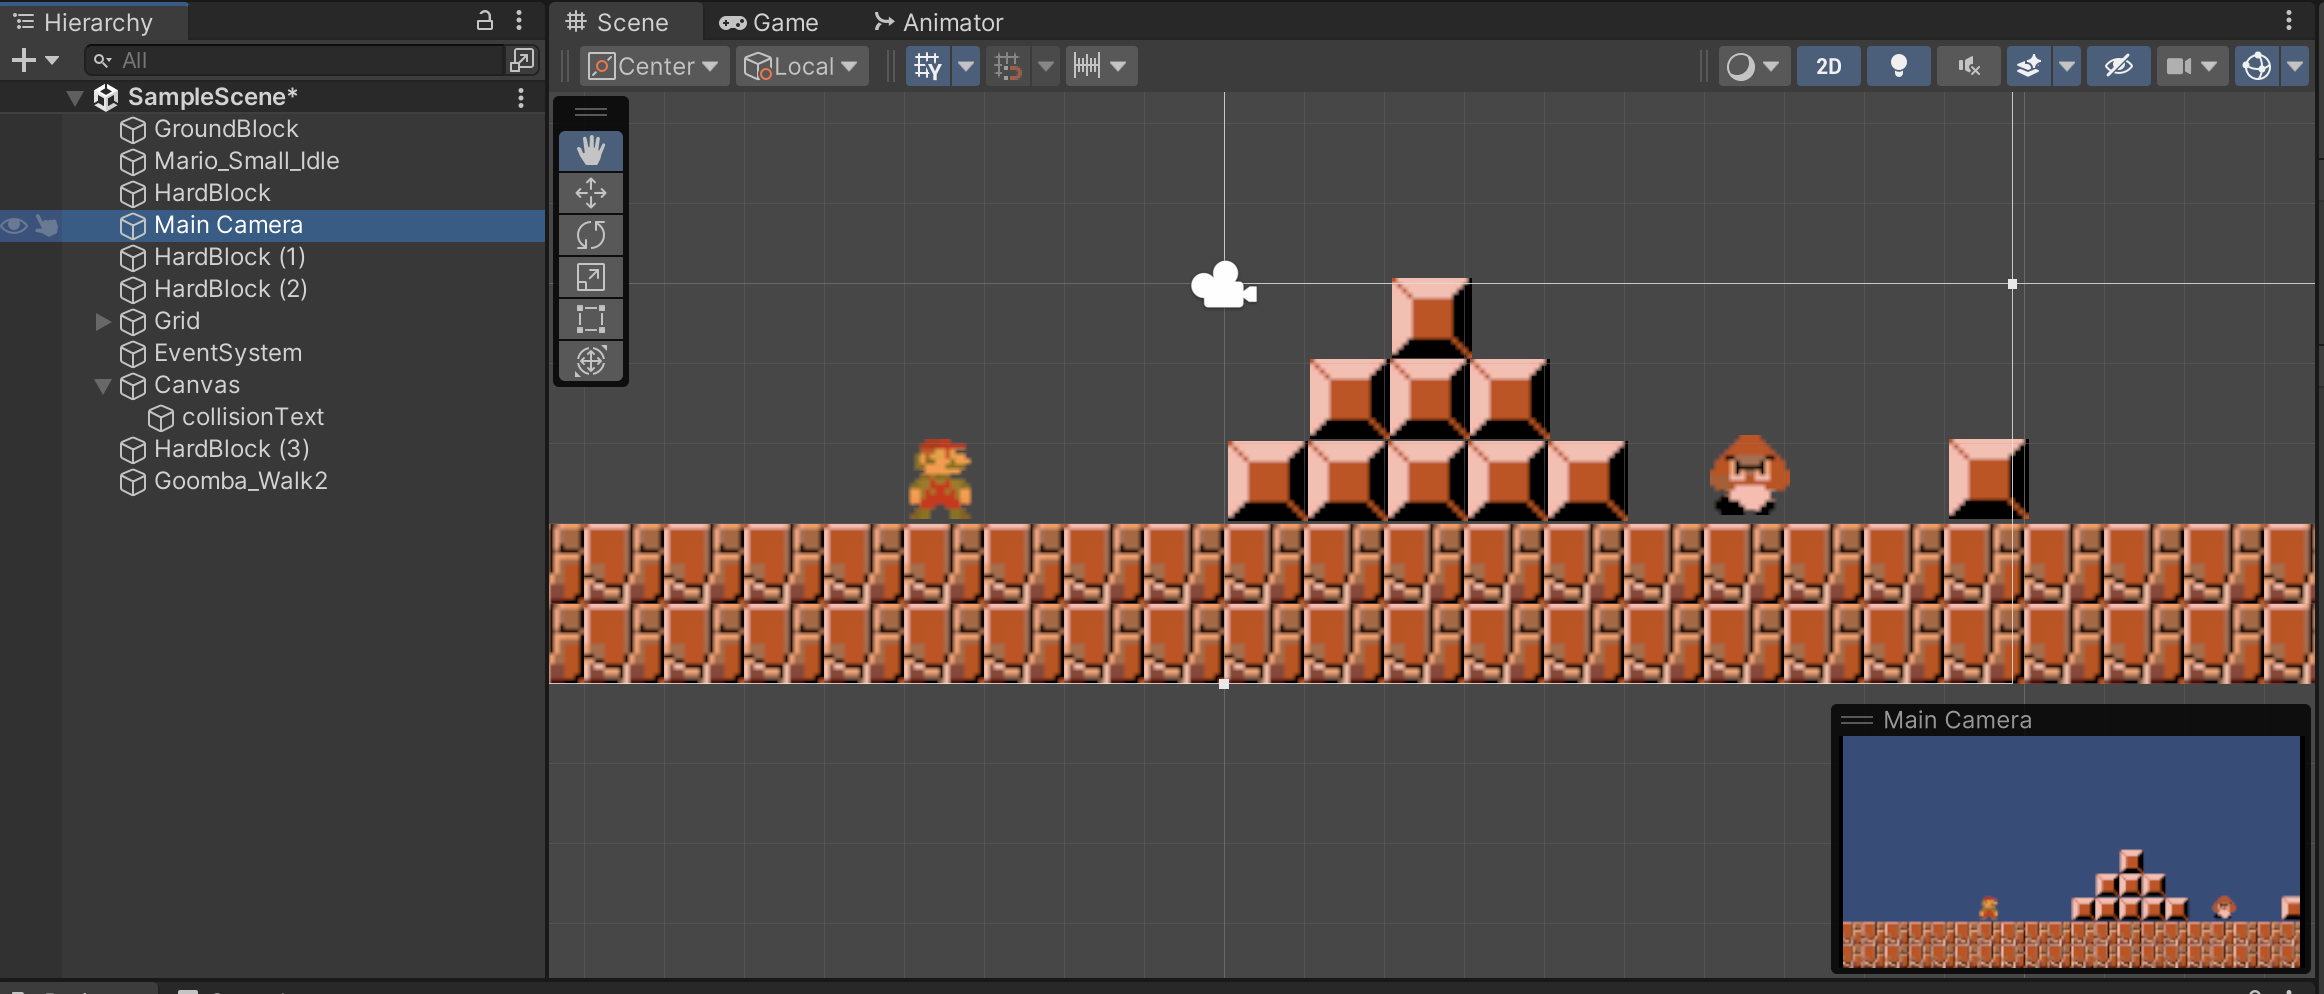 Hierarchy
All
SampleScene*
GroundBlock
Mario_Small_Idle
HardBlock
Main Camera
HardBlock (1)
HardBlock (2)
Grid
EventSystem
Canvas
collisionText
HardBlock (3)
Goomba_Walk2
Scene Game Animator
Center Local 2D
Main Camera